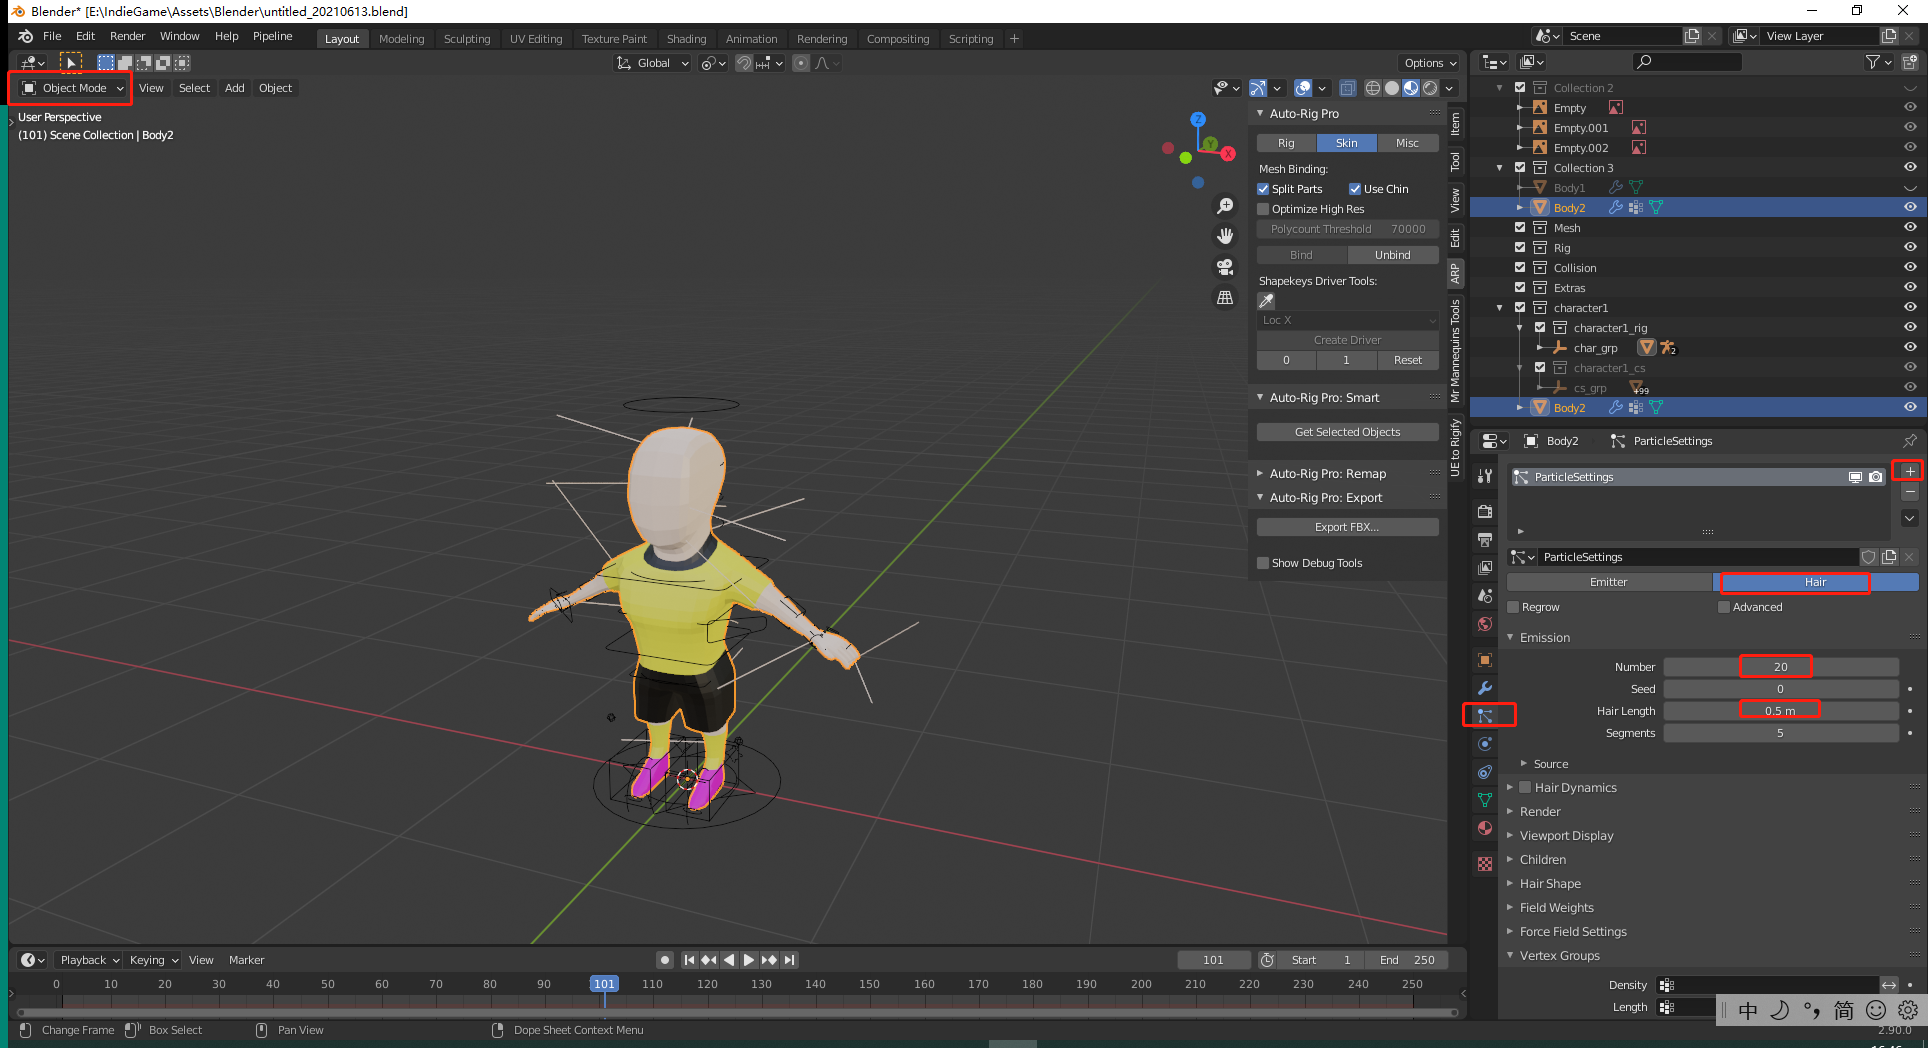 Blender* [E:\IndieGame\Assets\Blender\untitled_20210613.blend]
File Edit Render Window Help Pipeline
Layout Modeling Sculpting UV Editing Texture Paint Shading Animation Rendering Compositing Scripting +
Scene
View Layer
Global
Options
Object Mode View Select Add Object
User Perspective
(101) Scene Collection | Body2
Z
Y
X
Auto-Rig Pro
Rig Skin Misc
Mesh Binding:
Split Parts Use Chin
Optimize High Res
Polycount Threshold 70000
Bind Unbind
Shapekeys Driver Tools:
Loc X
Create Driver
0 1 Reset
Auto-Rig Pro: Smart
Get Selected Objects
Auto-Rig Pro: Remap
Auto-Rig Pro: Export
Export FBX...
Show Debug Tools
Item
Tool
View
Edit
ARP
Mr Mannequins Tools
UE to Rigify
Collection 2
Empty
Empty.001
Empty.002
Collection 3
Body1
Body2
Mesh
Rig
Collision
Extras
character1
character1_rig
char_grp 2
character1_cs
cs_grp +99
Body2
Body2 ParticleSettings
ParticleSettings
ParticleSettings
Emitter Hair
Regrow Advanced
Emission
Number 20
Seed 0
Hair Length 0.5 m
Segments 5
Source
Hair Dynamics
Render
Viewport Display
Children
Hair Shape
Field Weights
Force Field Settings
Vertex Groups
Density
Length
Playback Keying View Marker
101
Start 1 End 250
0 10 20 30 40 50 60 70 80 90 101 110 120 130 140 150 160 170 180 190 200 210 220 230 240 250
Change Frame Box Select Pan View Dope Sheet Context Menu
中 简
2.90.0